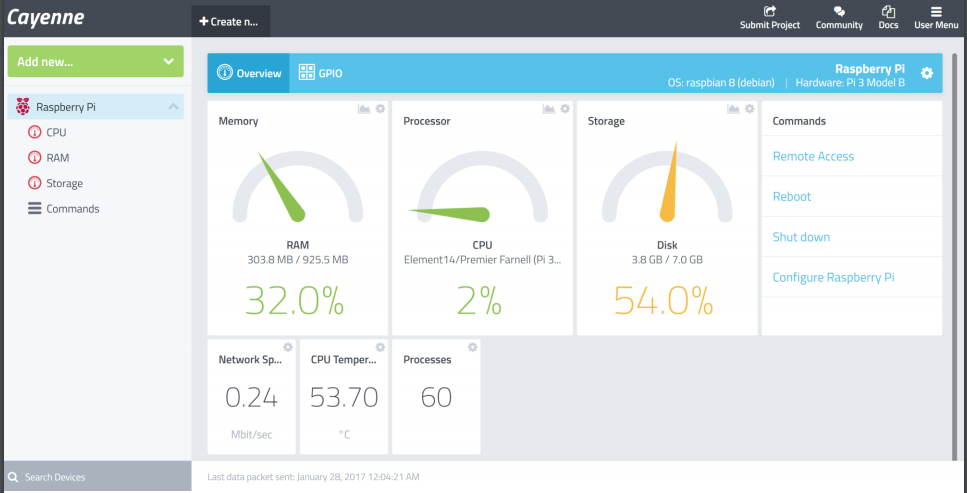 Cayenne
+ Create n...
Submit Project
Community
Docs
User Menu
Add new...
Raspberry Pi
CPU
RAM
Storage
Commands
Search Devices
Overview
GPIO
Raspberry Pi
OS: raspbian 8 (debian) | Hardware: Pi 3 Model B
Memory
RAM
303.8 MB / 925.5 MB
32.0%
Processor
CPU
Element14/Premier Farnell (Pi 3...
2%
Storage
Disk
3.8 GB / 7.0 GB
54.0%
Commands
Remote Access
Reboot
Shut down
Configure Raspberry Pi
Network Sp...
0.24
Mbit/sec
CPU Temper...
53.70
°C
Processes
60
Last data packet sent: January 28, 2017 12:04:21 AM